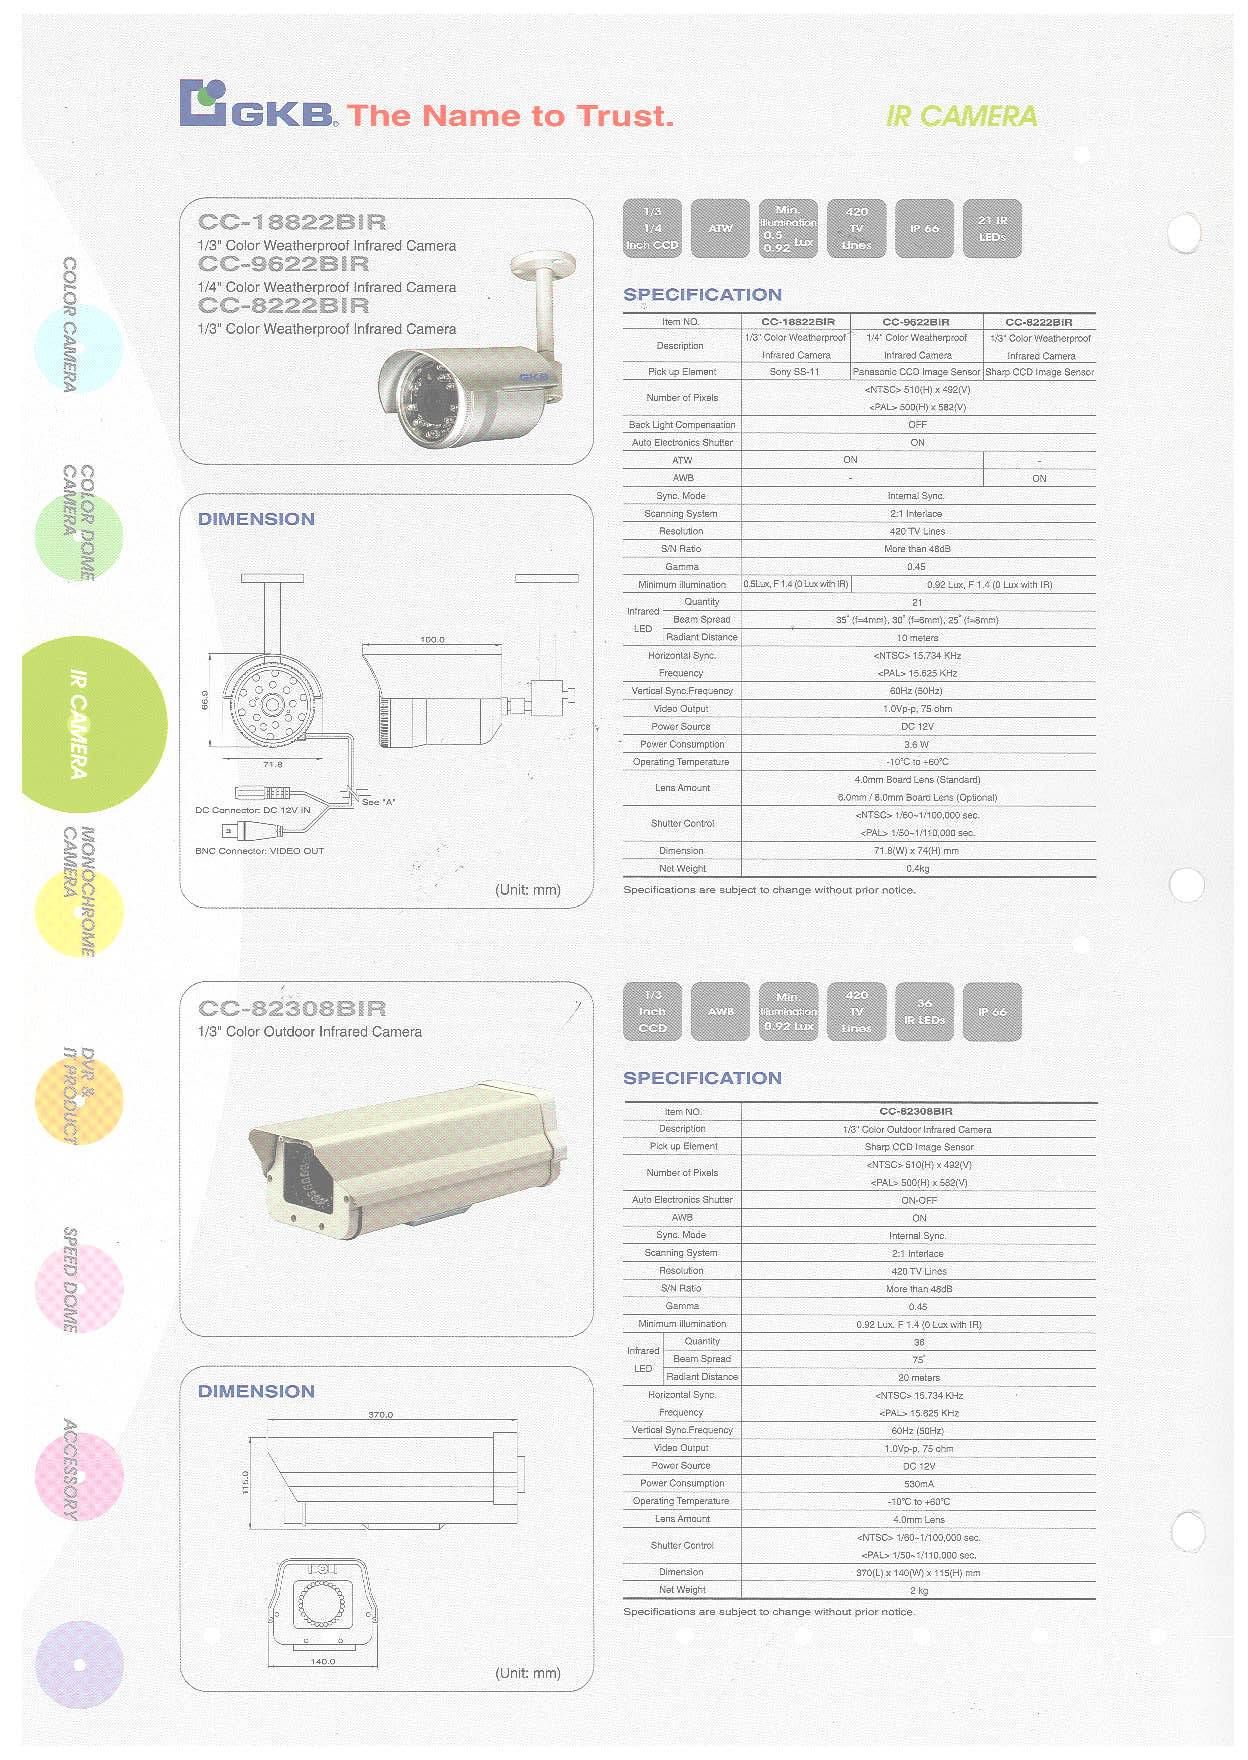 GKB® The Name to Trust.
IR CAMERA
COLOR CAMERA
COLOR DOME
CAMERA
IR CAMERA
MONOCHROME
CAMERA
DVR &
IT PRODUCT
SPEED DOME
ACCESSORY
CC-18822BIR
1/3" Color Weatherproof Infrared Camera
CC-9622BIR
1/4" Color Weatherproof Infrared Camera
CC-8222BIR
1/3" Color Weatherproof Infrared Camera
GKB
DIMENSION
100.0
66.9
71.8
See "A"
DC Connector: DC 12V IN
BNC Connector: VIDEO OUT
(Unit: mm)
1/3
1/4
Inch CCD
ATW
Min.
Illumination
0.5
0.92 Lux
420
TV
Lines
IP 66
21 IR
LEDs
SPECIFICATION
Item NO. CC-18822BIR CC-9622BIR CC-8222BIR
Description 1/3" Color Weatherproof Infrared Camera 1/4" Color Weatherproof Infrared Camera 1/3" Color Weatherproof Infrared Camera
Pick up Element Sony SS-11 Panasonic CCD Image Sensor Sharp CCD Image Sensor
Number of Pixels <NTSC> 510(H) x 492(V)
<PAL> 500(H) x 582(V)
Back Light Compensation OFF
Auto Electronics Shutter ON
ATW ON -
AWB - ON
Sync. Mode Internal Sync.
Scanning System 2:1 Interlace
Resolution 420 TV Lines
S/N Ratio More than 48dB
Gamma 0.45
Minimum illumination 0.5Lux, F 1.4 (0 Lux with IR) 0.92 Lux, F 1.4 (0 Lux with IR)
Infrared LED Quantity 21
Beam Spread 35° (f=4mm), 30° (f=6mm), 25° (f=8mm)
Radiant Distance 10 meters
Horizontal Sync. <NTSC> 15.734 KHz
Frequency <PAL> 15.625 KHz
Vertical Sync.Frequency 60Hz (50Hz)
Video Output 1.0Vp-p, 75 ohm
Power Source DC 12V
Power Consumption 3.6 W
Operating Temperature -10°C to +60°C
Lens Amount 4.0mm Board Lens (Standard)
6.0mm / 8.0mm Board Lens (Optional)
Shutter Control <NTSC> 1/60~1/100,000 sec.
<PAL> 1/50~1/110,000 sec.
Dimension 71.8(W) x 74(H) mm
Net Weight 0.4kg
Specifications are subject to change without prior notice.
CC-82308BIR
1/3" Color Outdoor Infrared Camera
DIMENSION
370.0
115.0
140.0
(Unit: mm)
1/3
Inch
CCD
AWB
Min
Illumination
0.92 Lux
420
TV
Lines
36
IR LEDs
IP 66
SPECIFICATION
Item NO. CC-82308BIR
Description 1/3" Color Outdoor Infrared Camera
Pick up Element Sharp CCD Image Sensor
Number of Pixels <NTSC> 510(H) x 492(V)
<PAL> 500(H) x 582(V)
Auto Electronics Shutter ON-OFF
AWB ON
Sync. Mode Internal Sync.
Scanning System 2:1 Interlace
Resolution 420 TV Lines
S/N Ratio More than 48dB
Gamma 0.45
Minimum illumination 0.92 Lux, F 1.4 (0 Lux with IR)
Infrared LED Quantity 36
Beam Spread 75°
Radiant Distance 20 meters
Horizontal Sync. <NTSC> 15.734 KHz
Frequency <PAL> 15.625 KHz
Vertical Sync.Frequency 60Hz (50Hz)
Video Output 1.0Vp-p, 75 ohm
Power Source DC 12V
Power Consumption 530mA
Operating Temperature -10°C to +60°C
Lens Amount 4.0mm Lens
Shutter Control <NTSC> 1/60~1/100,000 sec.
<PAL> 1/50~1/110,000 sec.
Dimension 370(L) x 140(W) x 115(H) mm
Net Weight 2 kg
Specifications are subject to change without prior notice.